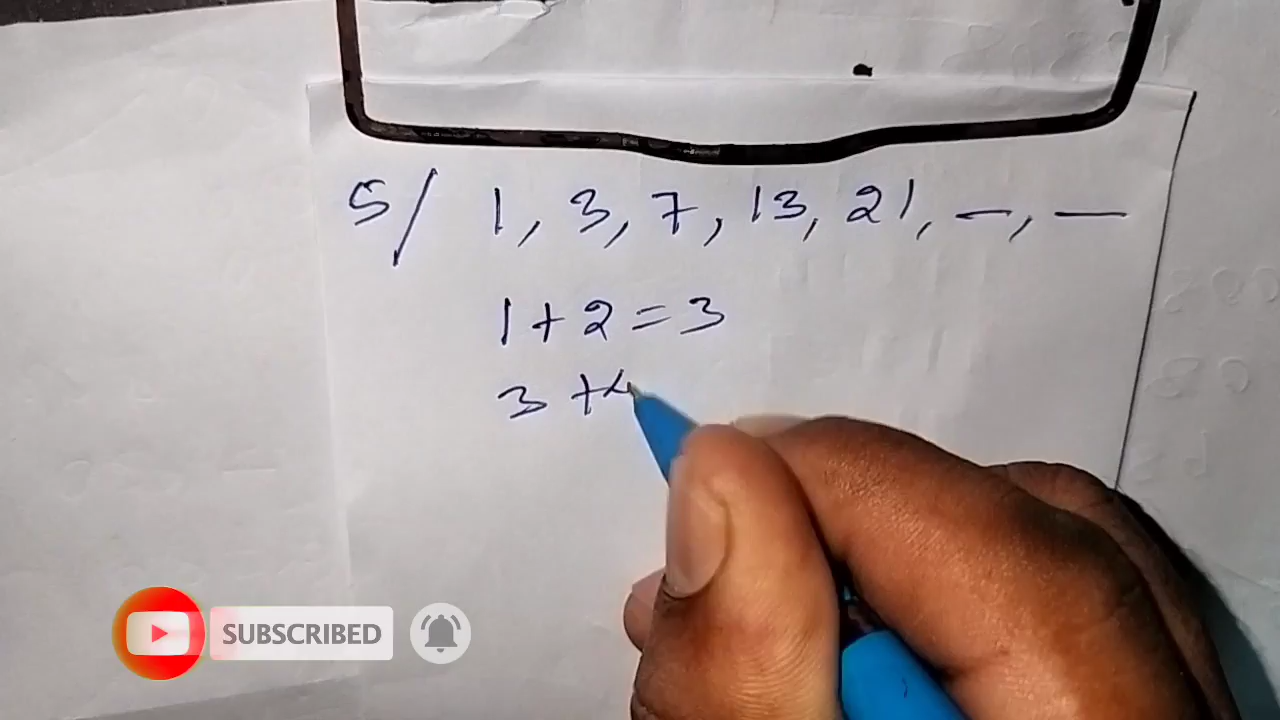 5/ 1, 3, 7, 13, 21, —, —
1 + 2 = 3
3 + 4
SUBSCRIBED